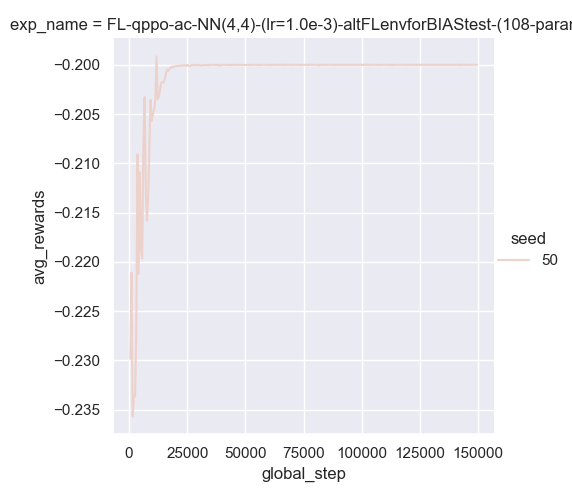 exp_name = FL-qppo-ac-NN(4,4)-(lr=1.0e-3)-altFLenvforBIAStest-(108-param
−0.200
−0.205
−0.210
−0.215
−0.220
−0.225
−0.230
−0.235
avg_rewards
seed
50
0 25000 50000 75000 100000 125000 150000
global_step